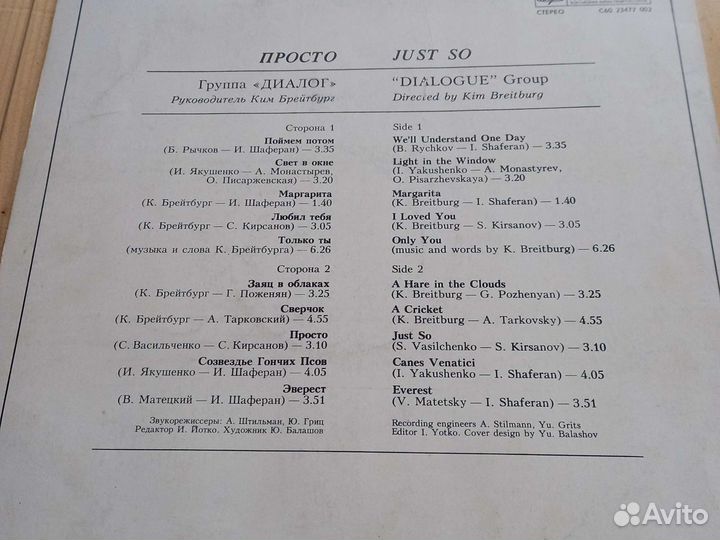 СТЕРЕО С60 23477 002
ПРОСТО
Группа «ДИАЛОГ»
Руководитель Ким Брейтбург
Сторона 1
Поймем потом
(Б. Рычков — И. Шаферан) — 3.35
Свет в окне
(И. Якушенко — А. Монастырев,
О. Писаржевская) — 3.20
Маргарита
(К. Брейтбург — И. Шаферан) — 1.40
Любил тебя
(К. Брейтбург — С. Кирсанов) — 3.05
Только ты
(музыка и слова К. Брейтбурга) — 6.26
Сторона 2
Заяц в облаках
(К. Брейтбург — Г. Поженян) — 3.25
Сверчок
(К. Брейтбург — А. Тарковский) — 4.55
Просто
(С. Васильченко — С. Кирсанов) — 3.10
Созвездье Гончих Псов
(И. Якушенко — И. Шаферан) — 4.05
Эверест
(В. Матецкий — И. Шаферан) — 3.51
Звукорежиссеры: А. Штильман, Ю. Гриц
Редактор И. Йотко. Художник Ю. Балашов
JUST SO
“DIALOGUE” Group
Directed by Kim Breitburg
Side 1
We'll Understand One Day
(B. Rychkov — I. Shaferan) — 3.35
Light in the Window
(I. Yakushenko — A. Monastyrev,
O. Pisarzhevskaya) — 3.20
Margarita
(K. Breitburg — I. Shaferan) — 1.40
I Loved You
(K. Breitburg — S. Kirsanov) — 3.05
Only You
(music and words by K. Breitburg) — 6.26
Side 2
A Hare in the Clouds
(K. Breitburg — G. Pozhenyan) — 3.25
A Cricket
(K. Breitburg — A. Tarkovsky) — 4.55
Just So
(S. Vasilchenko — S. Kirsanov) — 3.10
Canes Venatici
(I. Yakushenko — I. Shaferan) — 4.05
Everest
(V. Matetsky — I. Shaferan) — 3.51
Recording engineers A. Stilmann, Yu. Grits
Editor I. Yotko. Cover design by Yu. Balashov
Avito